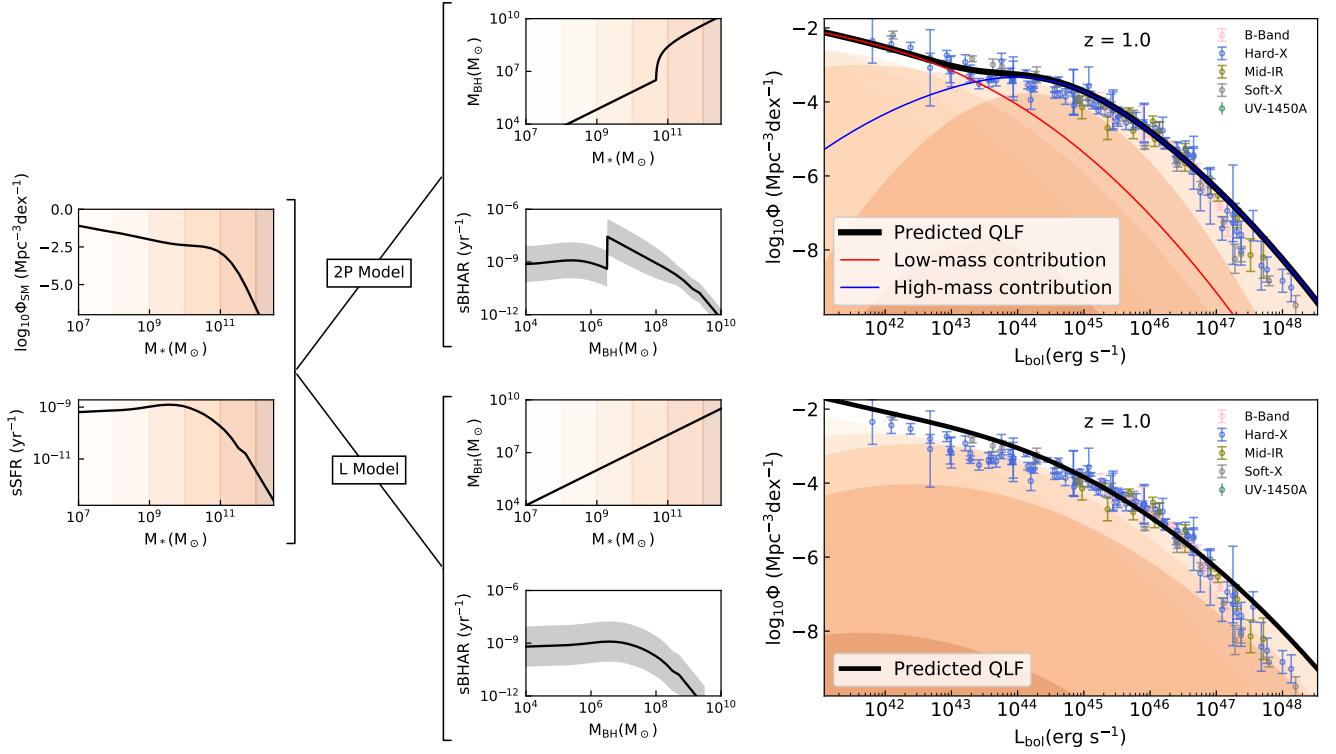 log₁₀Φ_SM (Mpc⁻³dex⁻¹)
0.0
−2.5
−5.0
10⁷
10⁹
10¹¹
M*(M⊙)
sSFR (yr⁻¹)
10⁻⁹
10⁻¹¹
10⁷
10⁹
10¹¹
M*(M⊙)
2P Model
L Model
M_BH(M⊙)
10¹⁰
10⁷
10⁴
10⁷
10⁹
10¹¹
M*(M⊙)
sBHAR (yr⁻¹)
10⁻⁶
10⁻⁹
10⁻¹²
10⁴
10⁶
10⁸
10¹⁰
M_BH(M⊙)
M_BH(M⊙)
10¹⁰
10⁷
10⁴
10⁷
10⁹
10¹¹
M*(M⊙)
sBHAR (yr⁻¹)
10⁻⁶
10⁻⁹
10⁻¹²
10⁴
10⁶
10⁸
10¹⁰
M_BH(M⊙)
log₁₀Φ (Mpc⁻³dex⁻¹)
−2
−4
−6
−8
z = 1.0
B-Band
Hard-X
Mid-IR
Soft-X
UV-1450A
Predicted QLF
Low-mass contribution
High-mass contribution
10⁴²
10⁴³
10⁴⁴
10⁴⁵
10⁴⁶
10⁴⁷
10⁴⁸
L_bol(erg s⁻¹)
log₁₀Φ (Mpc⁻³dex⁻¹)
−2
−4
−6
−8
z = 1.0
B-Band
Hard-X
Mid-IR
Soft-X
UV-1450A
Predicted QLF
10⁴²
10⁴³
10⁴⁴
10⁴⁵
10⁴⁶
10⁴⁷
10⁴⁸
L_bol(erg s⁻¹)